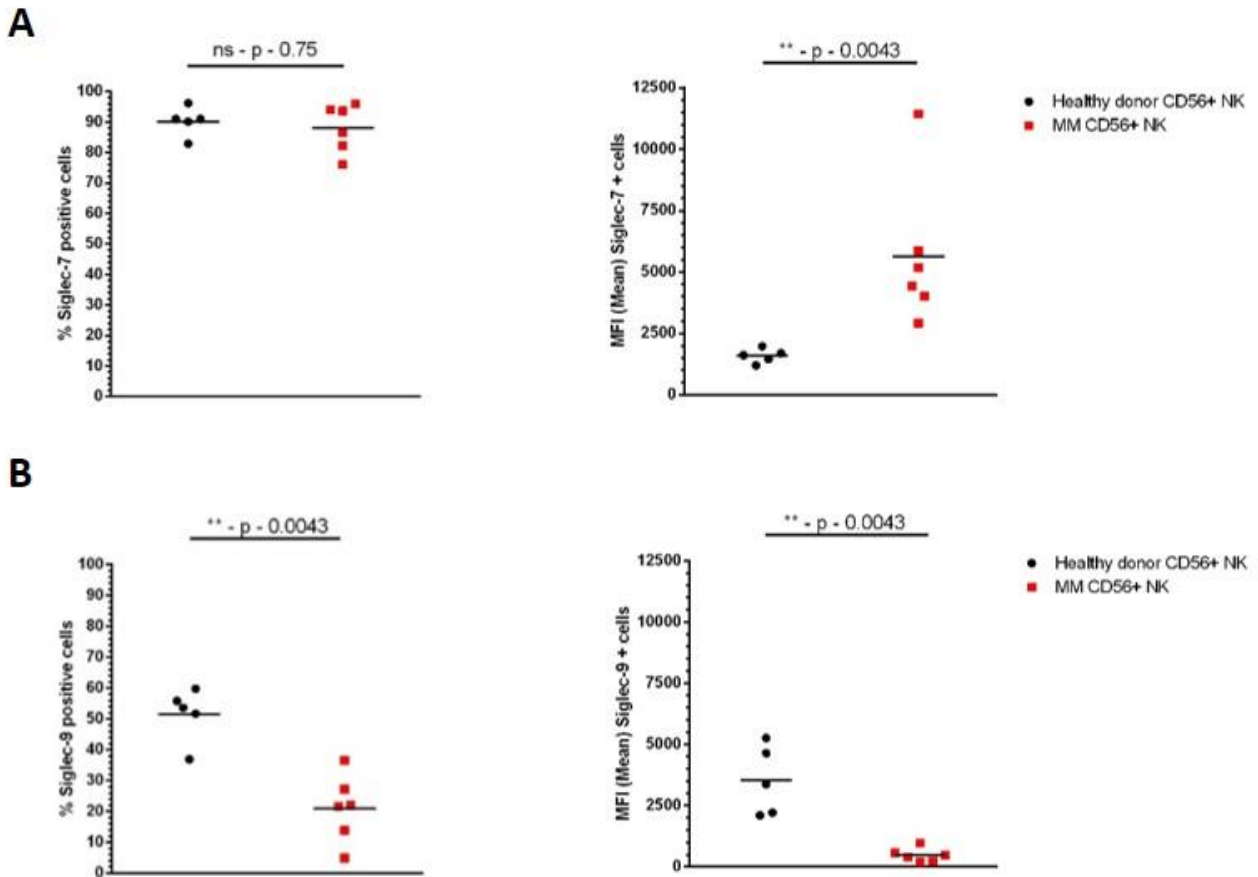 A
ns - p - 0.75
** - p - 0.0043
% Siglec-7 positive cells
100
90
80
70
60
50
40
30
20
10
0
MFI (Mean) Siglec-7 + cells
12500
10000
7500
5000
2500
0
Healthy donor CD56+ NK
MM CD56+ NK
B
** - p - 0.0043
** - p - 0.0043
% Siglec-9 positive cells
100
90
80
70
60
50
40
30
20
10
0
MFI (Mean) Siglec-9 + cells
12500
10000
7500
5000
2500
0
Healthy donor CD56+ NK
MM CD56+ NK